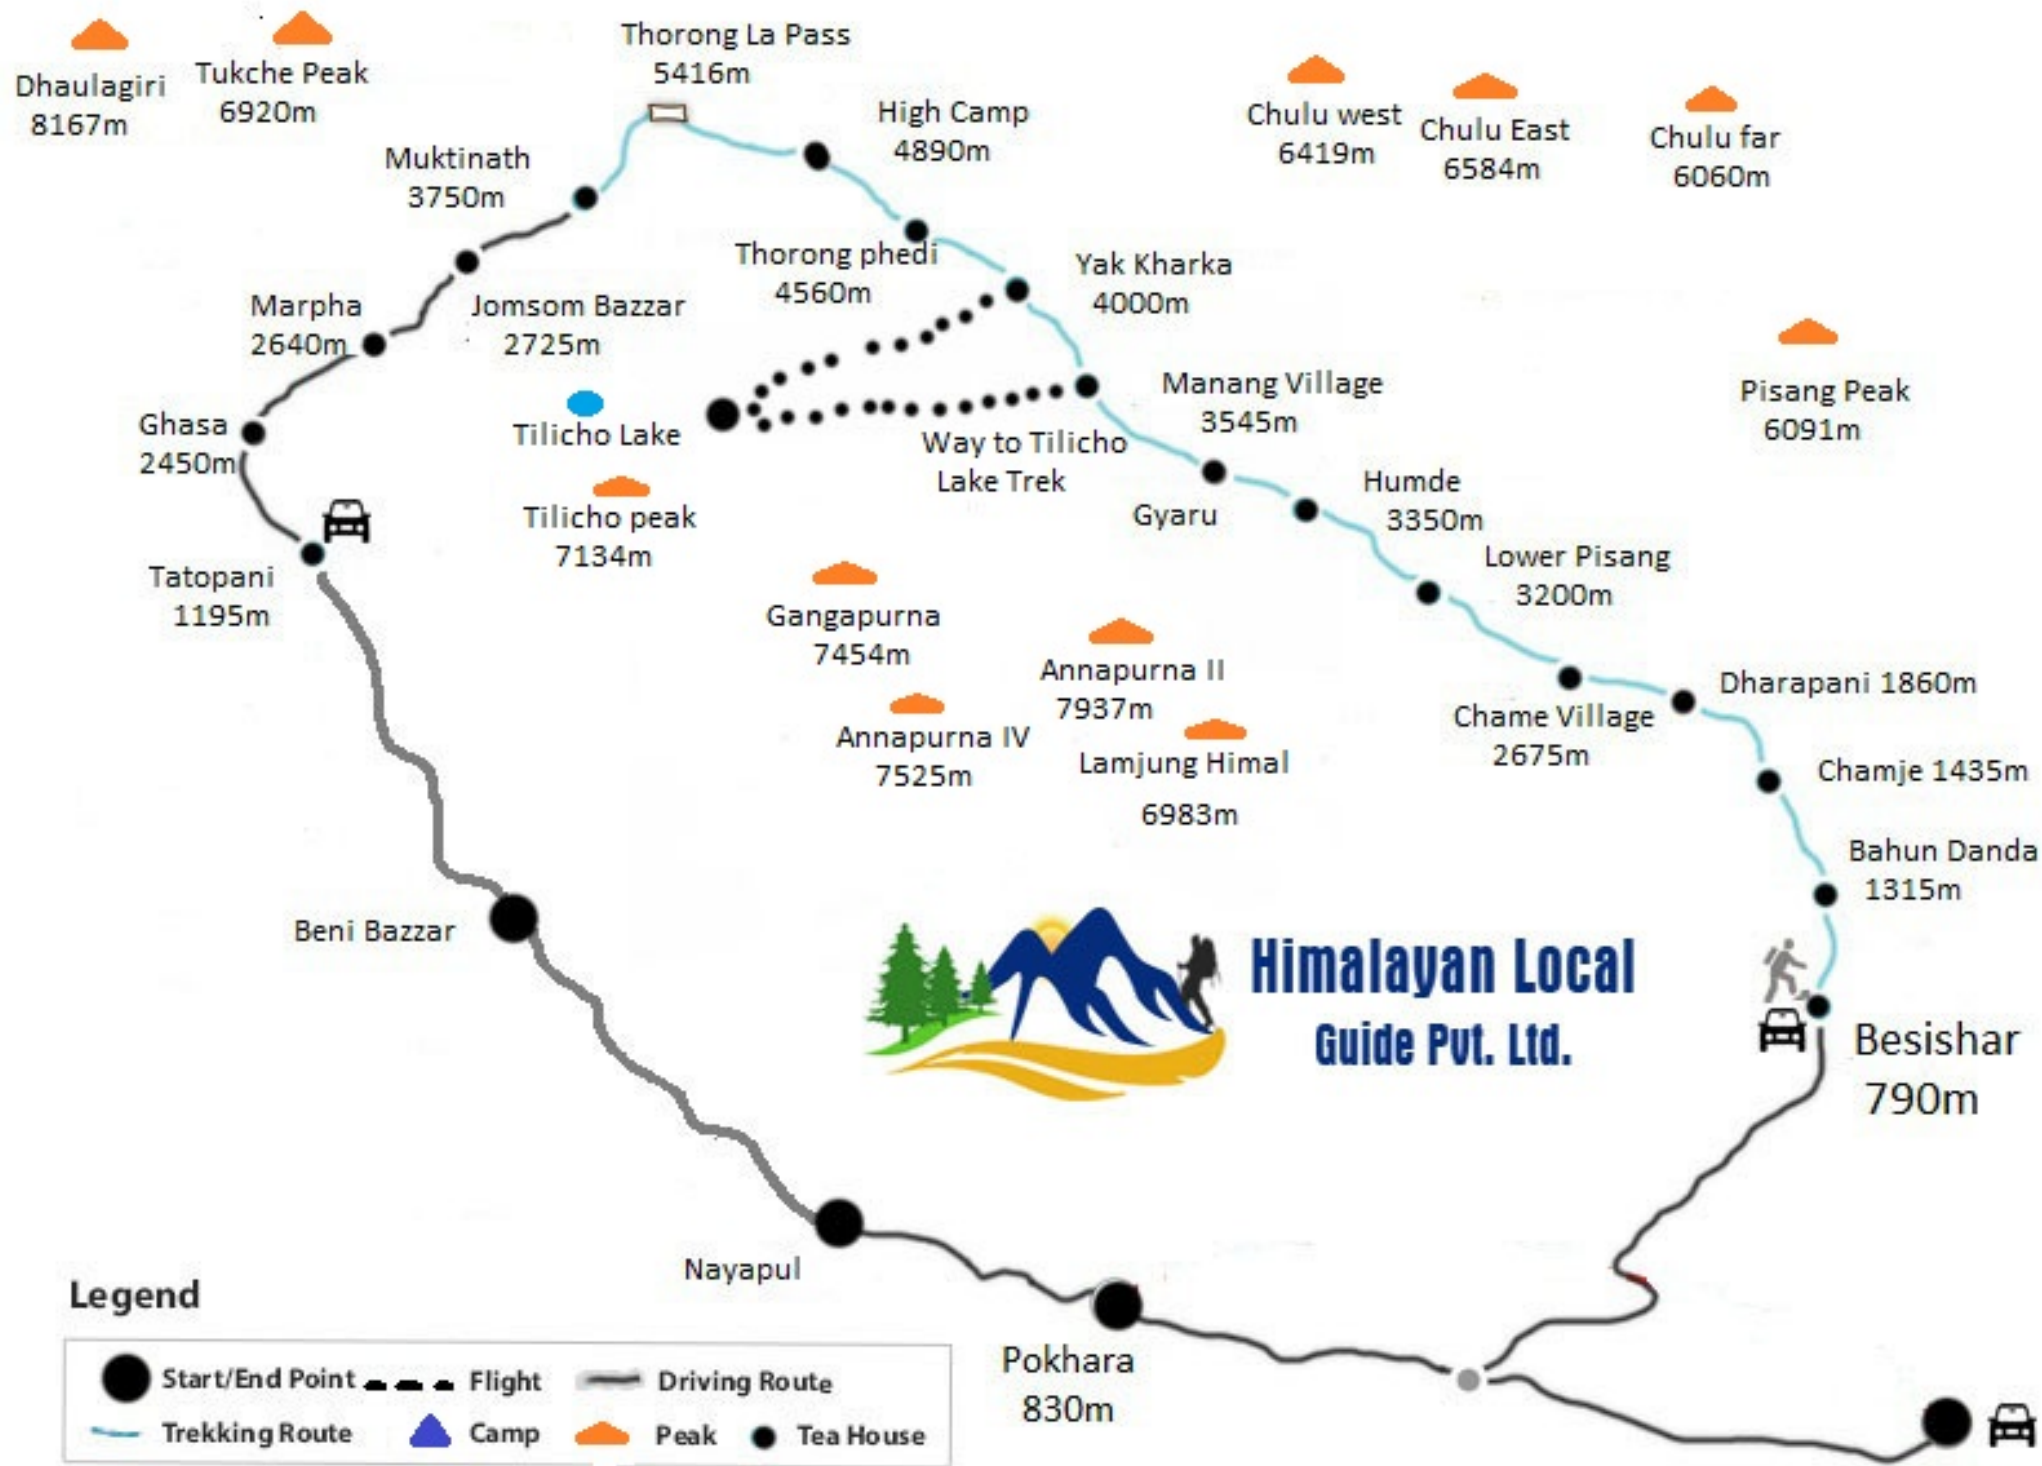 Thorong La Pass
5416m
Dhaulagiri
8167m
Tukche Peak
6920m
High Camp
4890m
Chulu west
6419m
Chulu East
6584m
Chulu far
6060m
Muktinath
3750m
Thorong phedi
4560m
Yak Kharka
4000m
Marpha
2640m
Jomsom Bazzar
2725m
Manang Village
3545m
Pisang Peak
6091m
Ghasa
2450m
Tilicho Lake
Way to Tilicho
Lake Trek
Humde
3350m
Gyaru
Tilicho peak
7134m
Lower Pisang
3200m
Tatopani
1195m
Gangapurna
7454m
Annapurna II
7937m
Dharapani 1860m
Chame Village
2675m
Annapurna IV
7525m
Lamjung Himal
6983m
Chamje 1435m
Bahun Danda
1315m
Beni Bazzar
Himalayan Local
Guide Pvt. Ltd.
Besishar
790m
Nayapul
Pokhara
830m
Legend
Start/End Point
Flight
Driving Route
Trekking Route
Camp
Peak
Tea House